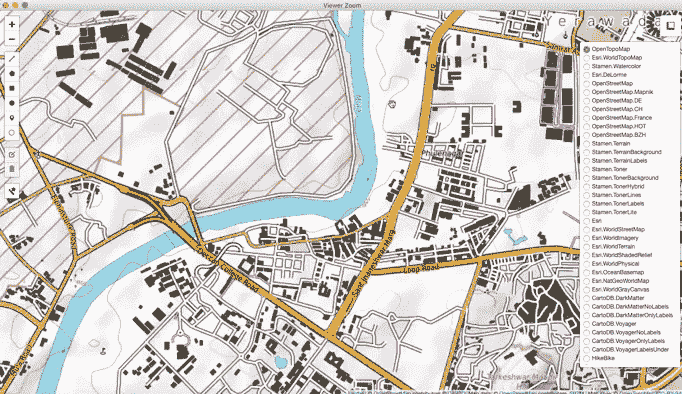 Viewer Zoom
Yerawada
Samrat A
OpenTopoMap
Esri.WorldTopoMap
Stamen.Watercolor
Esri.DeLorme
OpenStreetMap
OpenStreetMap.Mapnik
OpenStreetMap.DE
OpenStreetMap.CH
OpenStreetMap.France
OpenStreetMap.HOT
OpenStreetMap.BZH
Stamen.Terrain
Stamen.TerrainBackground
Stamen.TerrainLabels
Stamen.Toner
Stamen.TonerBackground
Stamen.TonerHybrid
Stamen.TonerLines
Stamen.TonerLabels
Stamen.TonerLite
Esri
Esri.WorldStreetMap
Esri.WorldImagery
Esri.WorldTerrain
Esri.WorldShadedRelief
Esri.WorldPhysical
Esri.OceanBasemap
Esri.NatGeoWorldMap
Esri.WorldGrayCanvas
CartoDB.DarkMatter
CartoDB.DarkMatterNoLabels
CartoDB.DarkMatterOnlyLabels
CartoDB.Voyager
CartoDB.VoyagerNoLabels
CartoDB.VoyagerOnlyLabels
CartoDB.VoyagerLabelsUnder
HikeBike
Loop Road
College Road